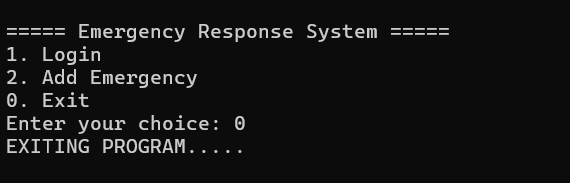 ===== Emergency Response System =====
1. Login
2. Add Emergency
0. Exit
Enter your choice: 0
EXITING PROGRAM.....